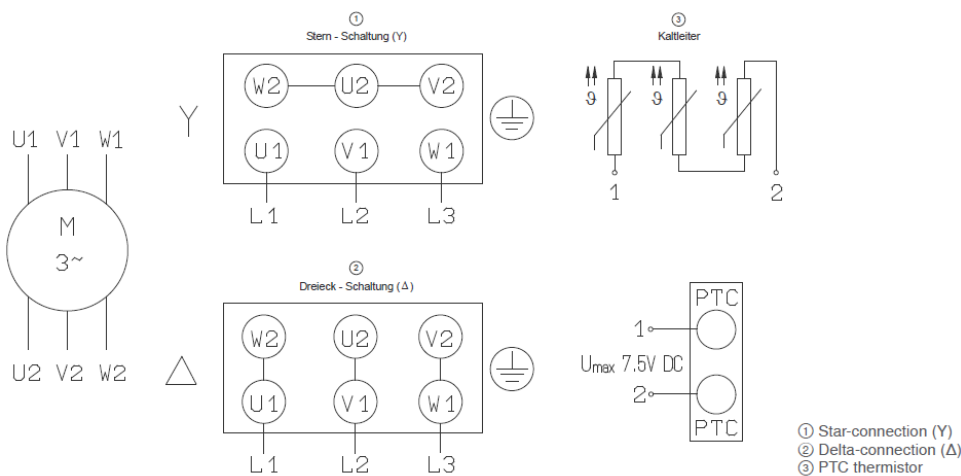 ①
Stern - Schaltung (Y)
W2 U2 V2
U1 V1 W1
L1 L2 L3
U1 V1 W1
M
3~
U2 V2 W2
②
Dreieck - Schaltung (Δ)
W2 U2 V2
U1 V1 W1
L1 L2 L3
③
Kaltleiter
ϑ ϑ ϑ
1 2
PTC
1
Umax 7.5V DC
2
PTC
① Star-connection (Y)
② Delta-connection (Δ)
③ PTC thermistor